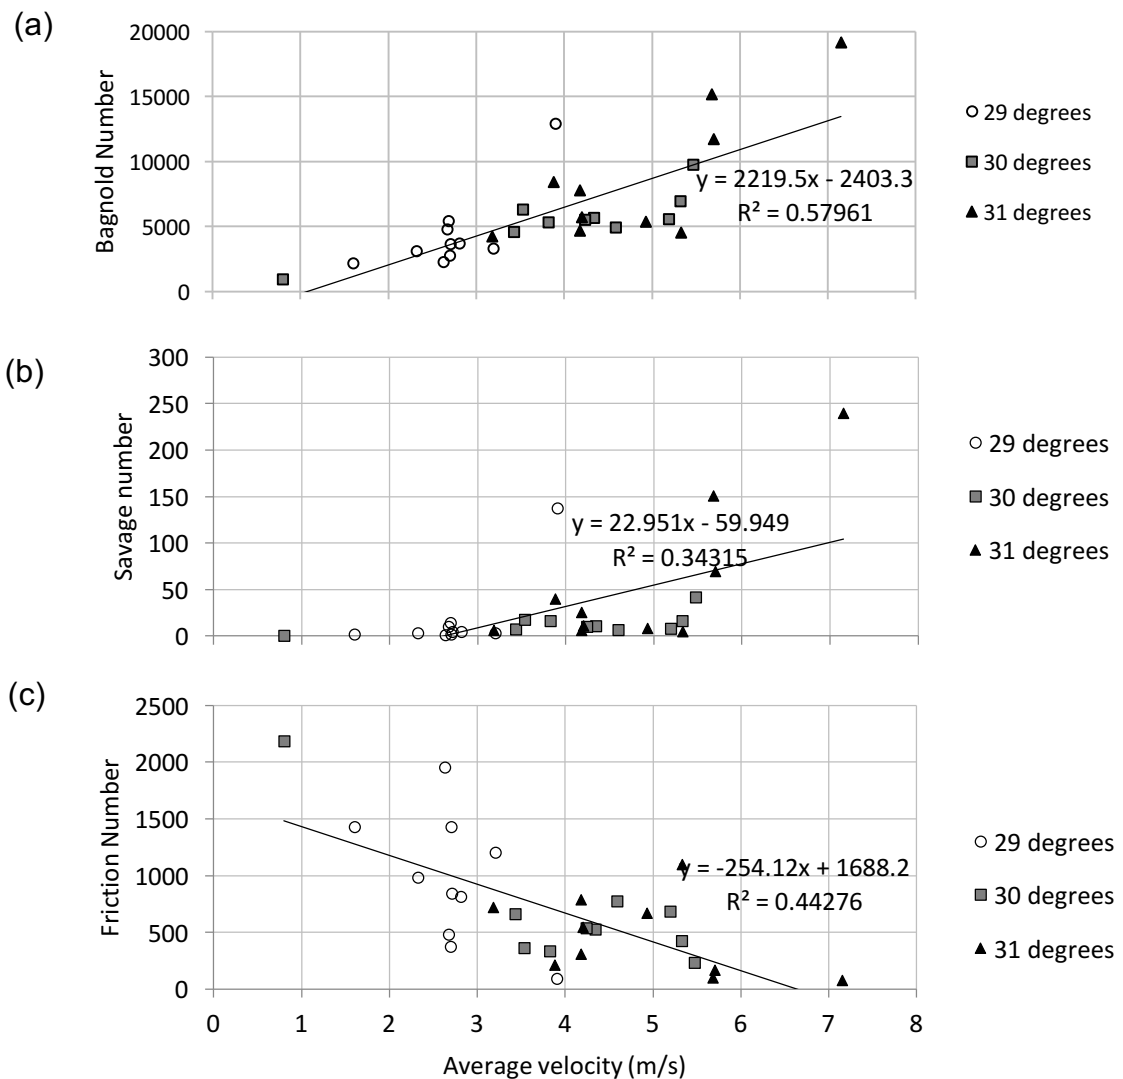 (a)
Bagnold Number
20000
15000
10000
5000
0
y = 2219.5x - 2403.3
R² = 0.57961
29 degrees
30 degrees
31 degrees
(b)
Savage number
300
250
200
150
100
50
0
y = 22.951x - 59.949
R² = 0.34315
29 degrees
30 degrees
31 degrees
(c)
Friction Number
2500
2000
1500
1000
500
0
y = -254.12x + 1688.2
R² = 0.44276
29 degrees
30 degrees
31 degrees
0 1 2 3 4 5 6 7 8
Average velocity (m/s)